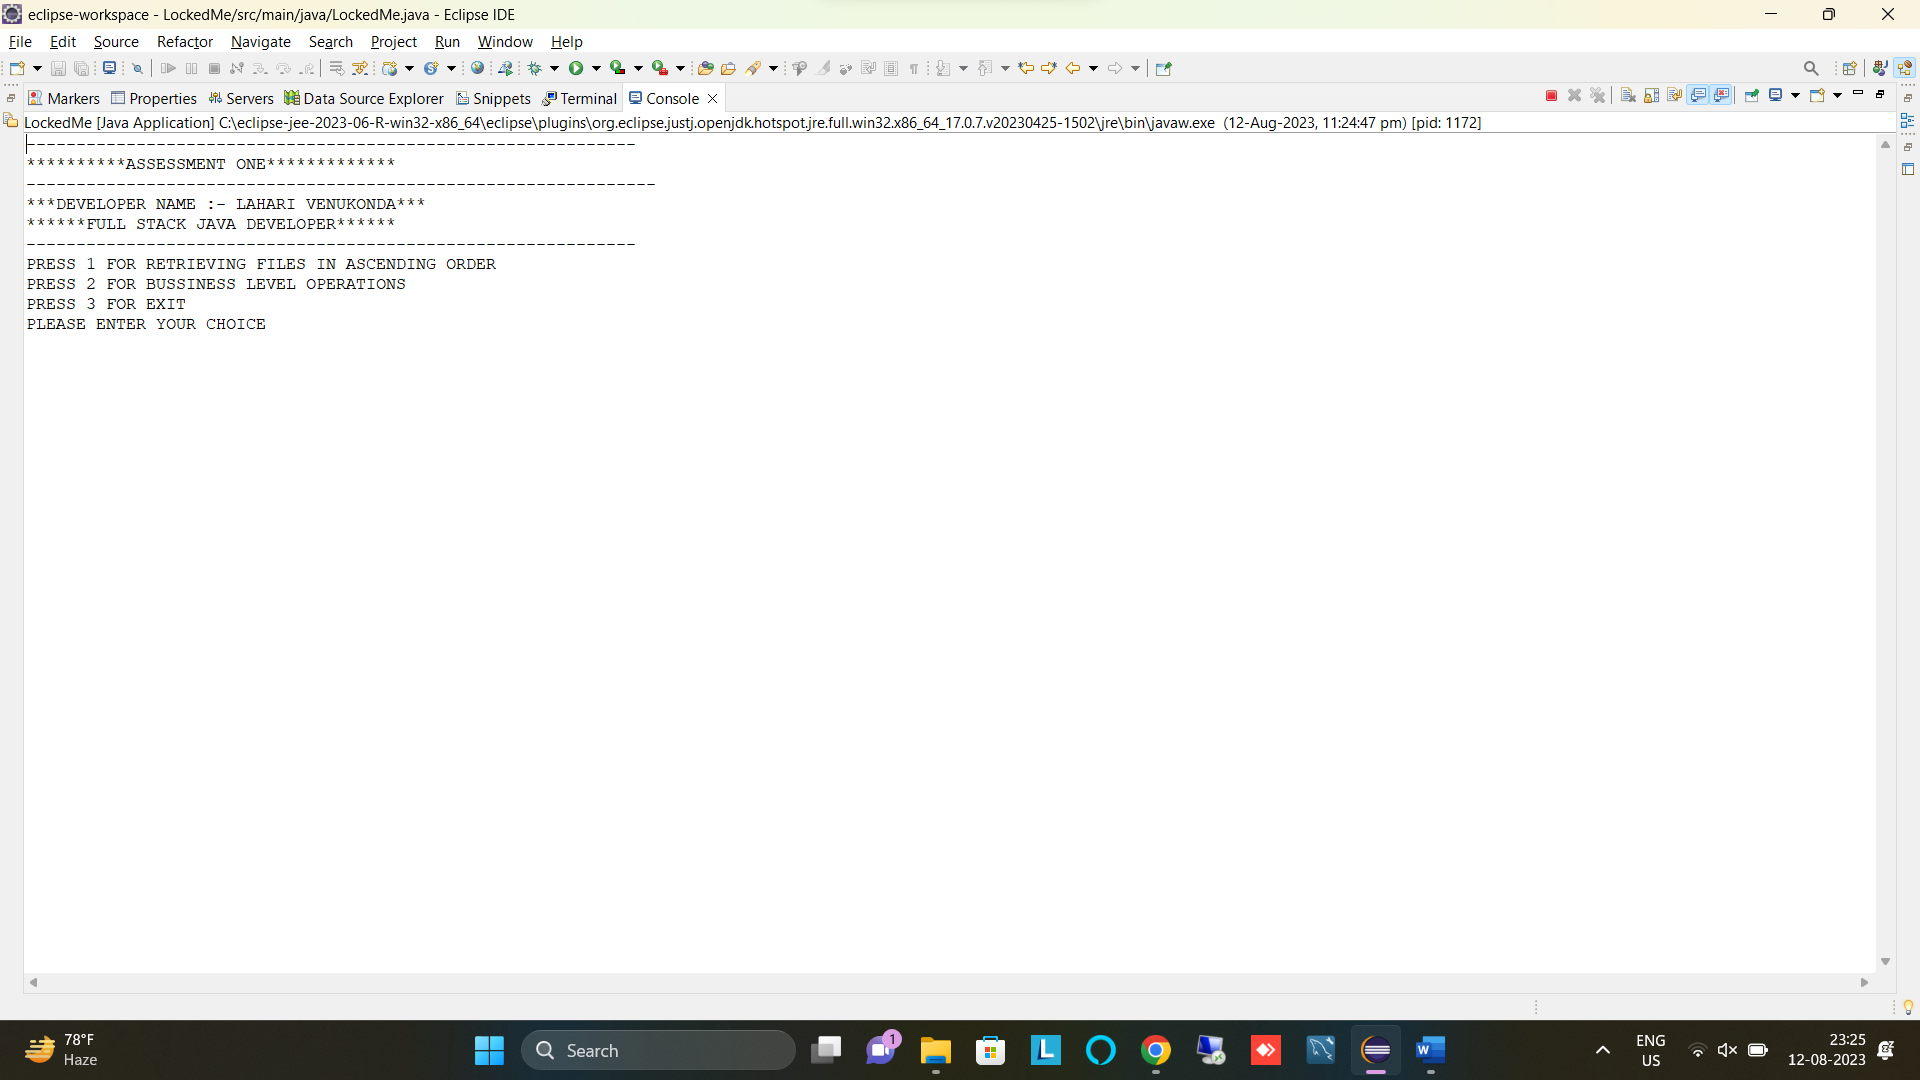 eclipse-workspace - LockedMe/src/main/java/LockedMe.java - Eclipse IDE
File Edit Source Refactor Navigate Search Project Run Window Help
Markers Properties Servers Data Source Explorer Snippets Terminal Console
LockedMe [Java Application] C:\eclipse-jee-2023-06-R-win32-x86_64\eclipse\plugins\org.eclipse.justj.openjdk.hotspot.jre.full.win32.x86_64_17.0.7.v20230425-1502\jre\bin\javaw.exe (12-Aug-2023, 11:24:47 pm) [pid: 1172]
-------------------------------------------------------------
**********ASSESSMENT ONE*************
---------------------------------------------------------------
***DEVELOPER NAME :- LAHARI VENUKONDA***
******FULL STACK JAVA DEVELOPER******
-------------------------------------------------------------
PRESS 1 FOR RETRIEVING FILES IN ASCENDING ORDER
PRESS 2 FOR BUSSINESS LEVEL OPERATIONS
PRESS 3 FOR EXIT
PLEASE ENTER YOUR CHOICE
78°F
Haze
Search
1
L
W
ENG
US
23:25
12-08-2023